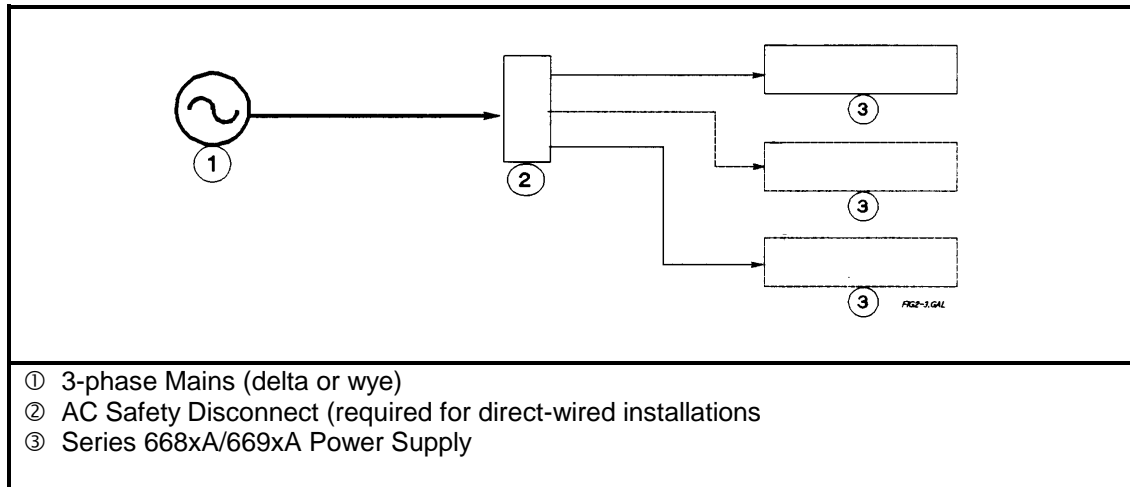 1
2
3
3
3
FIG2-3.GAL
① 3-phase Mains (delta or wye)
② AC Safety Disconnect (required for direct-wired installations
③ Series 668xA/669xA Power Supply